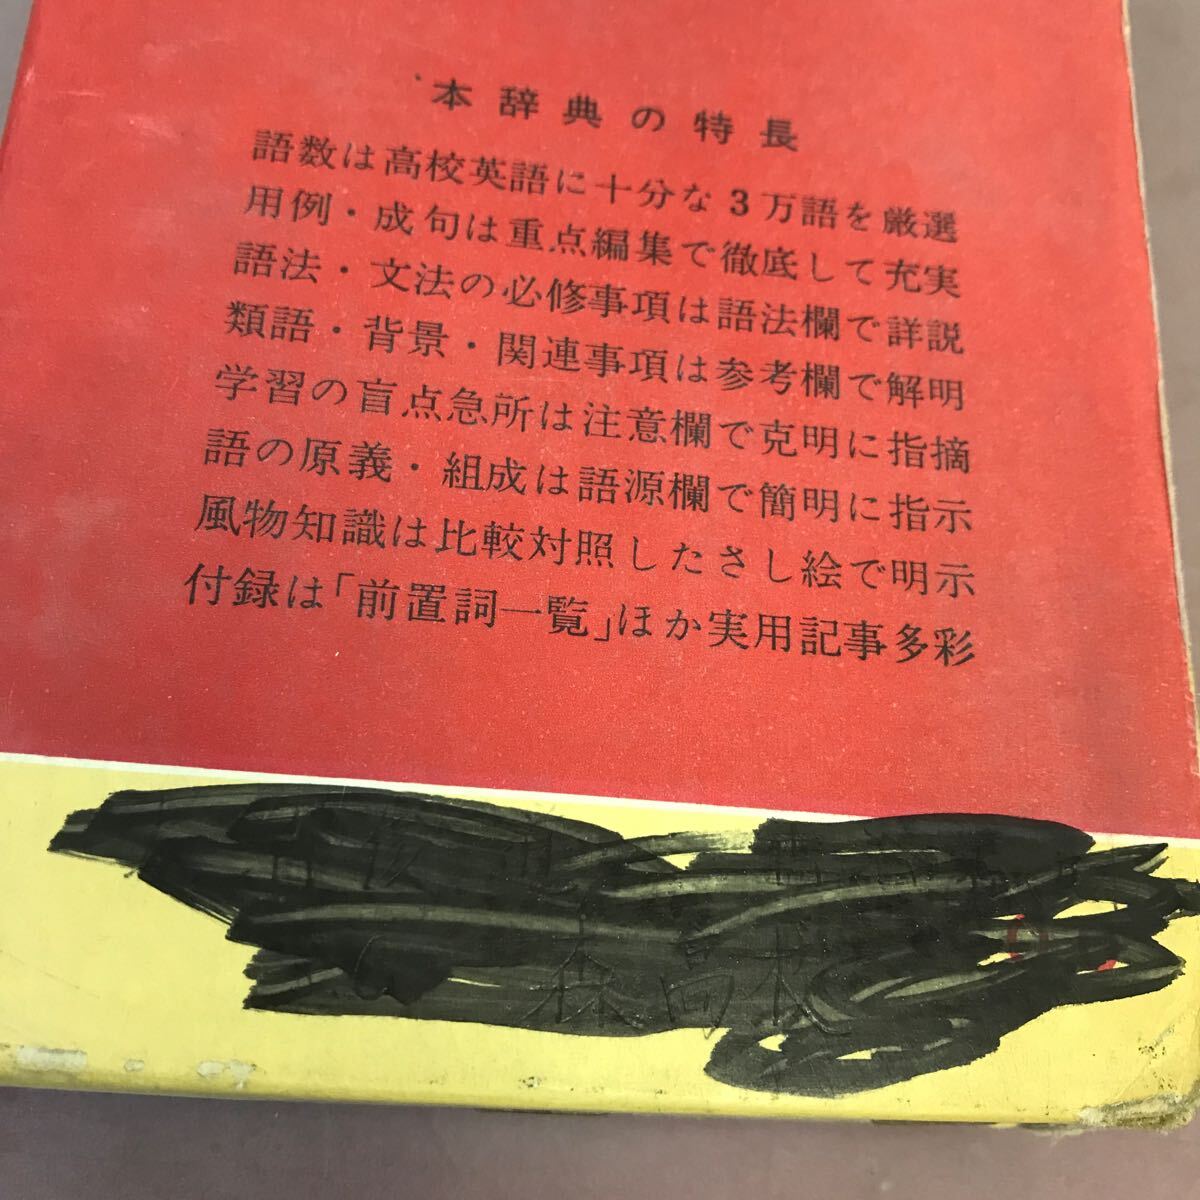 本辞典の特長
語数は高校英語に十分な3万語を厳選
用例・成句は重点編集で徹底して充実
語法・文法の必修事項は語法欄で詳説
類語・背景・関連事項は参考欄で解明
学習の盲点急所は注意欄で克明に指摘
語の原義・組成は語源欄で簡明に指示
風物知識は比較対照したさし絵で明示
付録は「前置詞一覧」ほか実用記事多彩